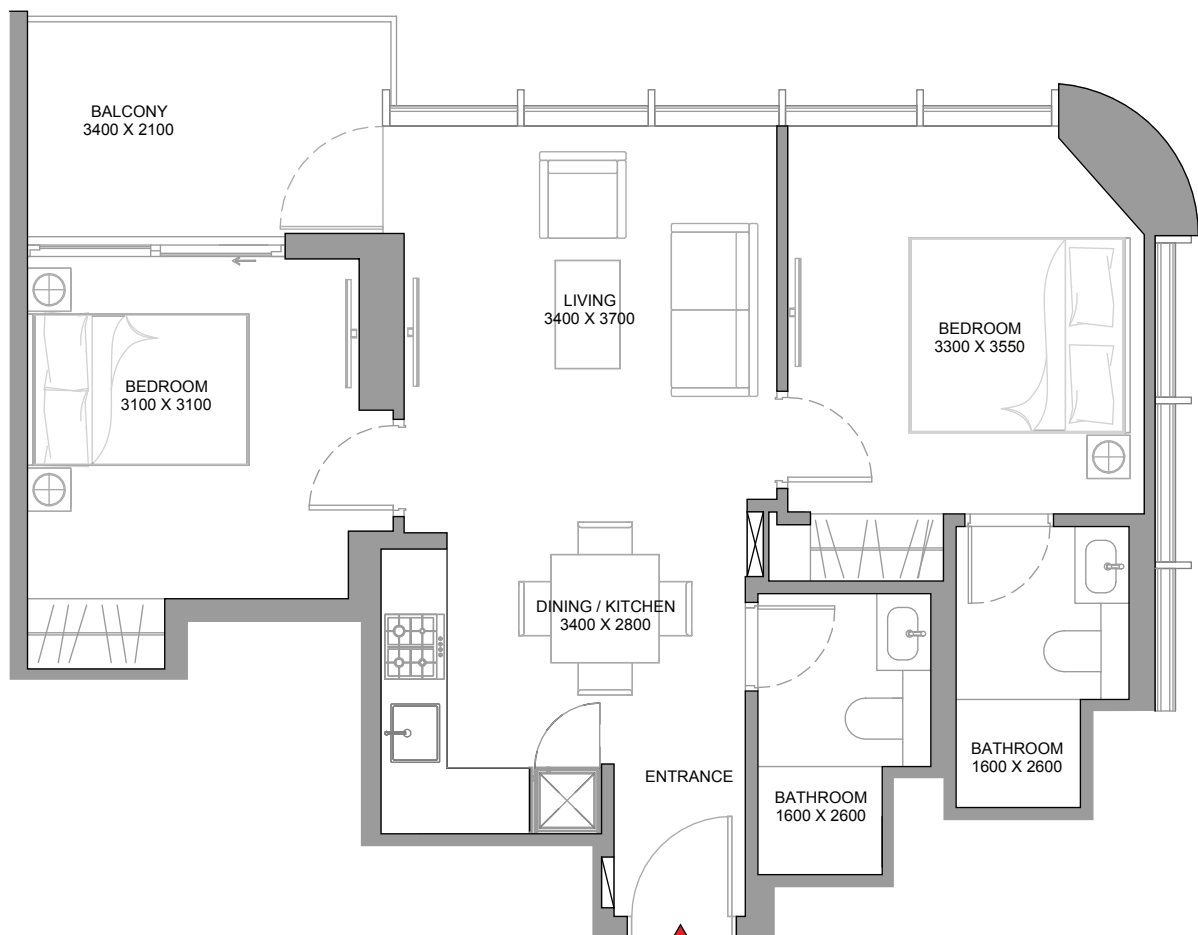 BALCONY
3400 X 2100
LIVING
3400 X 3700
BEDROOM
3300 X 3550
BEDROOM
3100 X 3100
DINING / KITCHEN
3400 X 2800
ENTRANCE
BATHROOM
1600 X 2600
BATHROOM
1600 X 2600